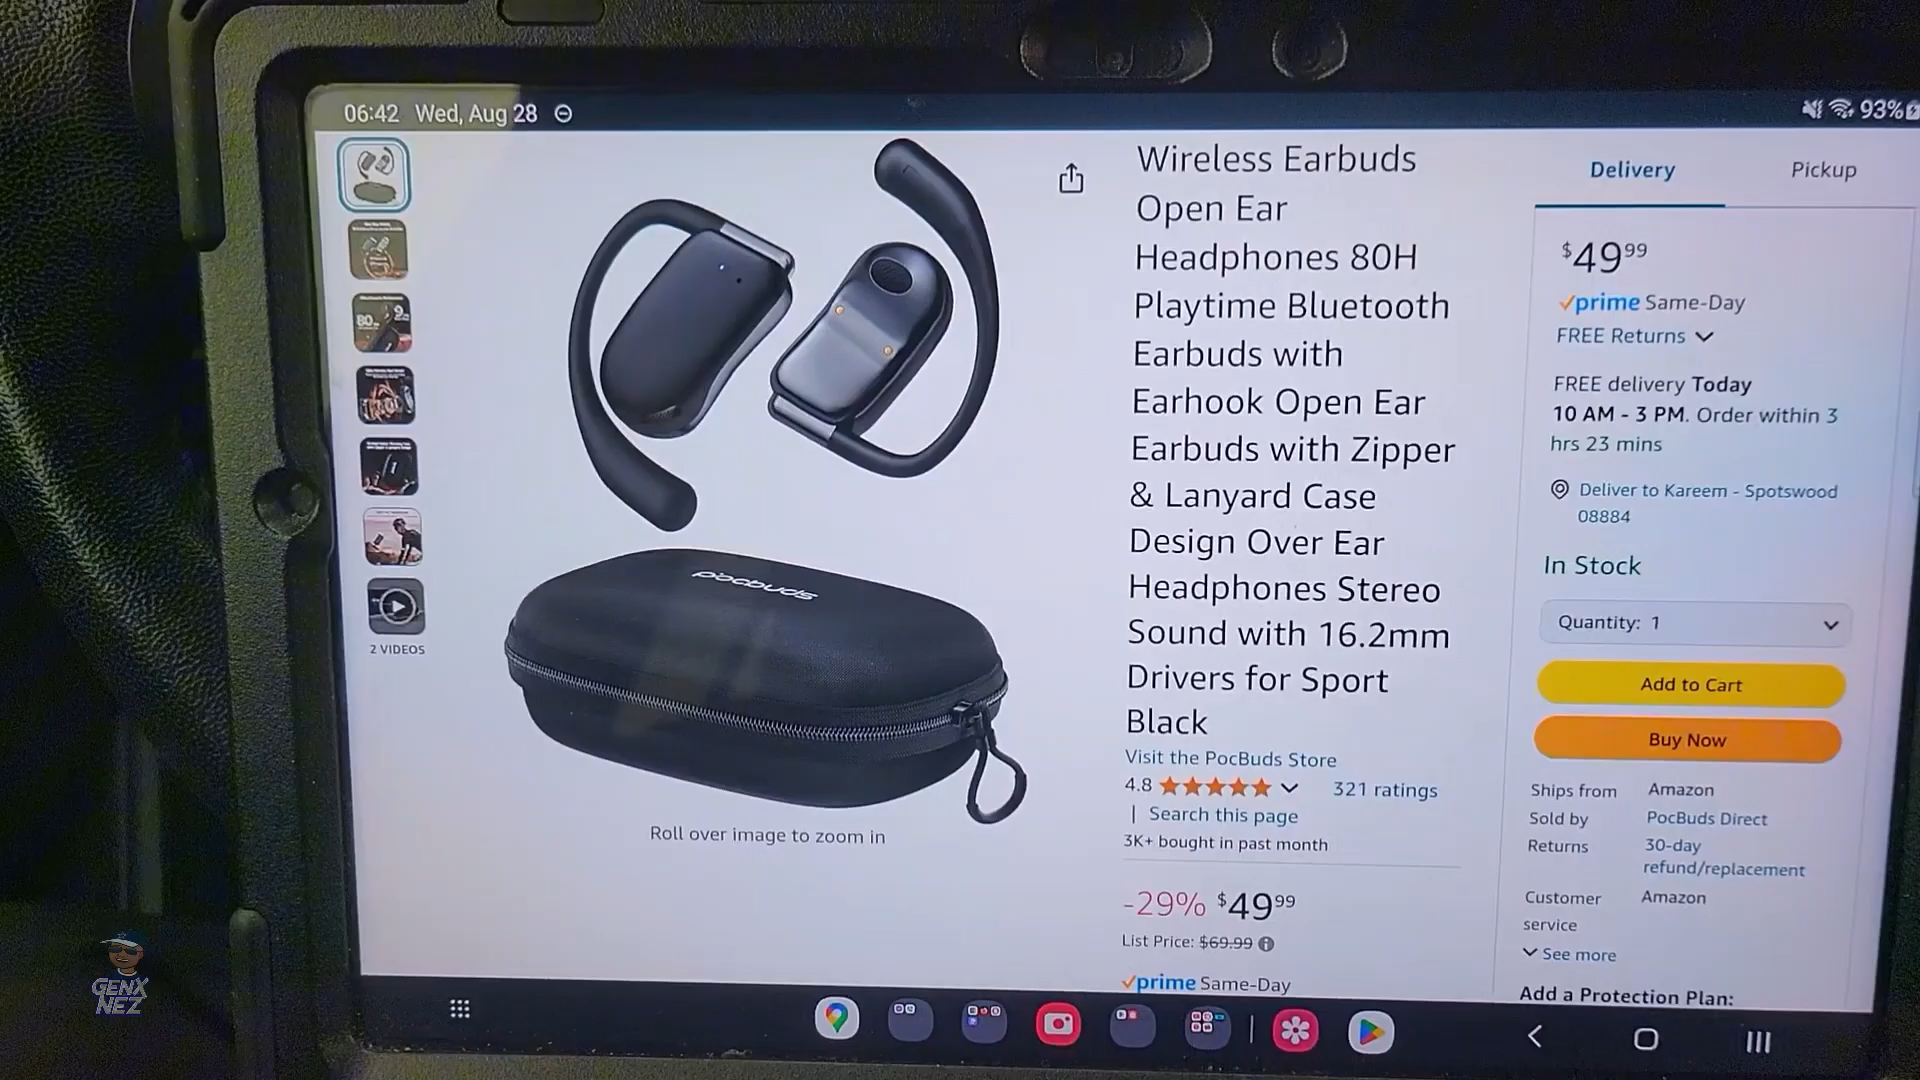 06:42 Wed, Aug 28
93%
2 VIDEOS
pocbuds
Roll over image to zoom in
Wireless Earbuds
Open Ear
Headphones 80H
Playtime Bluetooth
Earbuds with
Earhook Open Ear
Earbuds with Zipper
& Lanyard Case
Design Over Ear
Headphones Stereo
Sound with 16.2mm
Drivers for Sport
Black
Visit the PocBuds Store
4.8 321 ratings
| Search this page
3K+ bought in past month
-29% $49 99
List Price: $69.99
prime Same-Day
Delivery Pickup
$49 99
prime Same-Day
FREE Returns
FREE delivery Today
10 AM - 3 PM. Order within 3
hrs 23 mins
Deliver to Kareem - Spotswood
08884
In Stock
Quantity: 1
Add to Cart
Buy Now
Ships from Amazon
Sold by PocBuds Direct
Returns 30-day
refund/replacement
Customer Amazon
service
See more
Add a Protection Plan:
GENX
NEZ